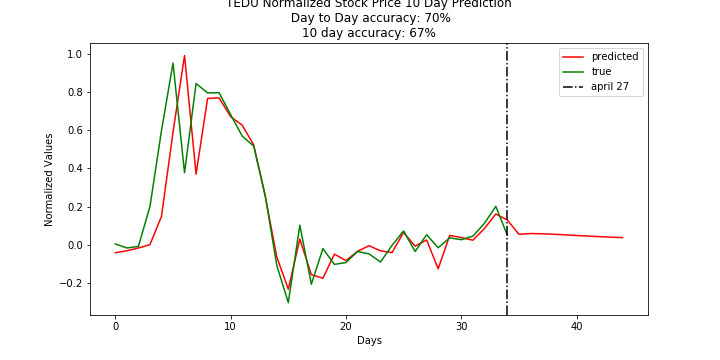 TEDU Normalized Stock Price 10 Day Prediction
Day to Day accuracy: 70%
10 day accuracy: 67%
predicted
true
april 27
Normalized Values
1.0
0.8
0.6
0.4
0.2
0.0
−0.2
0
10
20
30
40
Days